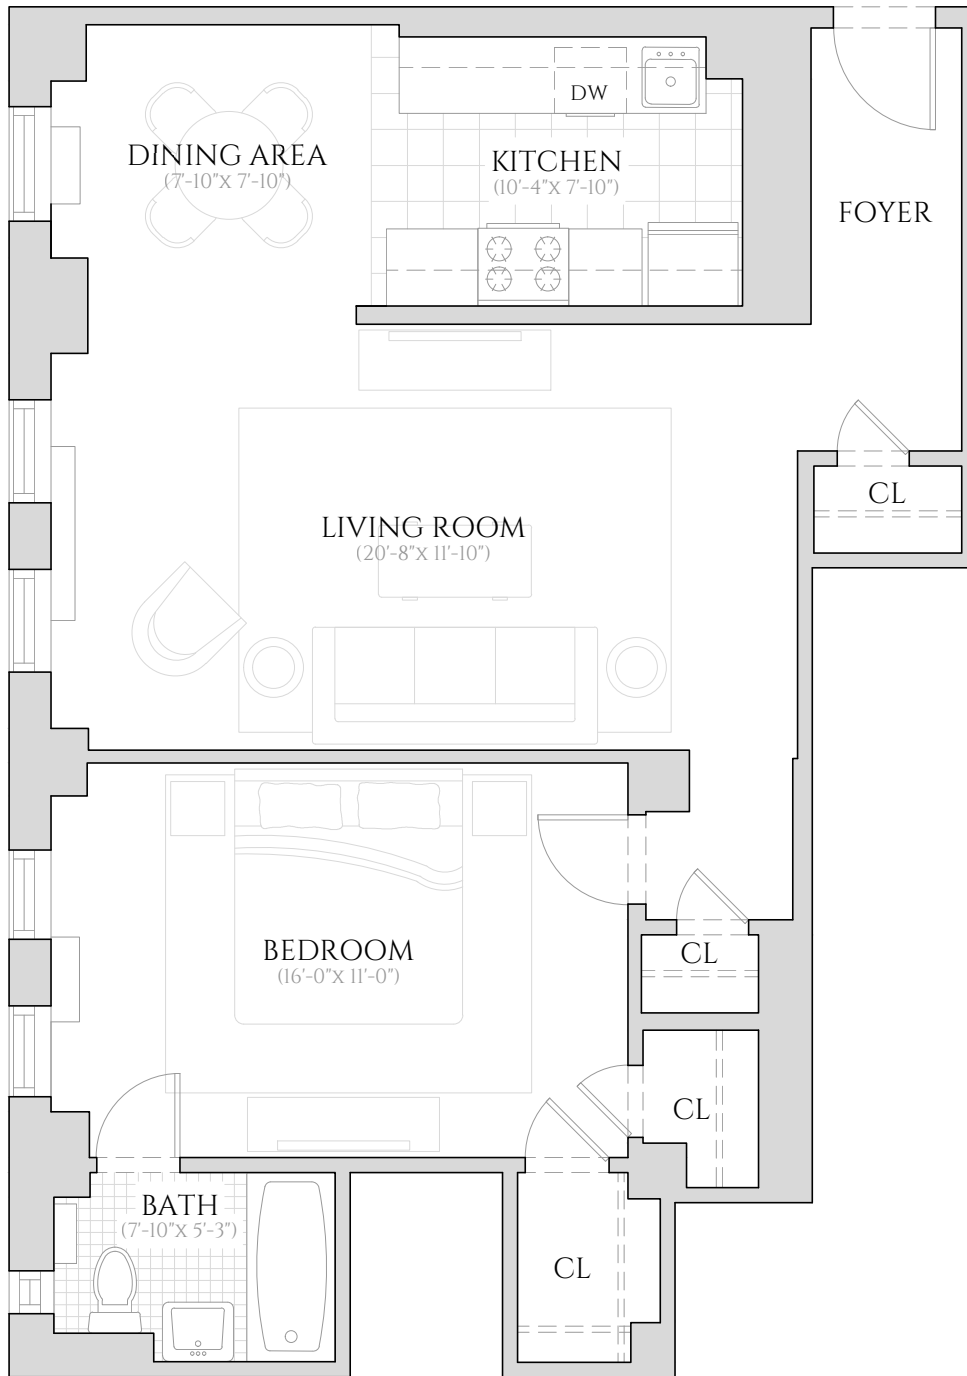 DW
DINING AREA
(7'-10"X 7'-10")
KITCHEN
(10'-4"X 7'-10")
FOYER
CL
LIVING ROOM
(20'-8"X 11'-10")
BEDROOM
(16'-0"X 11'-0")
CL
CL
BATH
(7'-10"X 5'-3")
CL